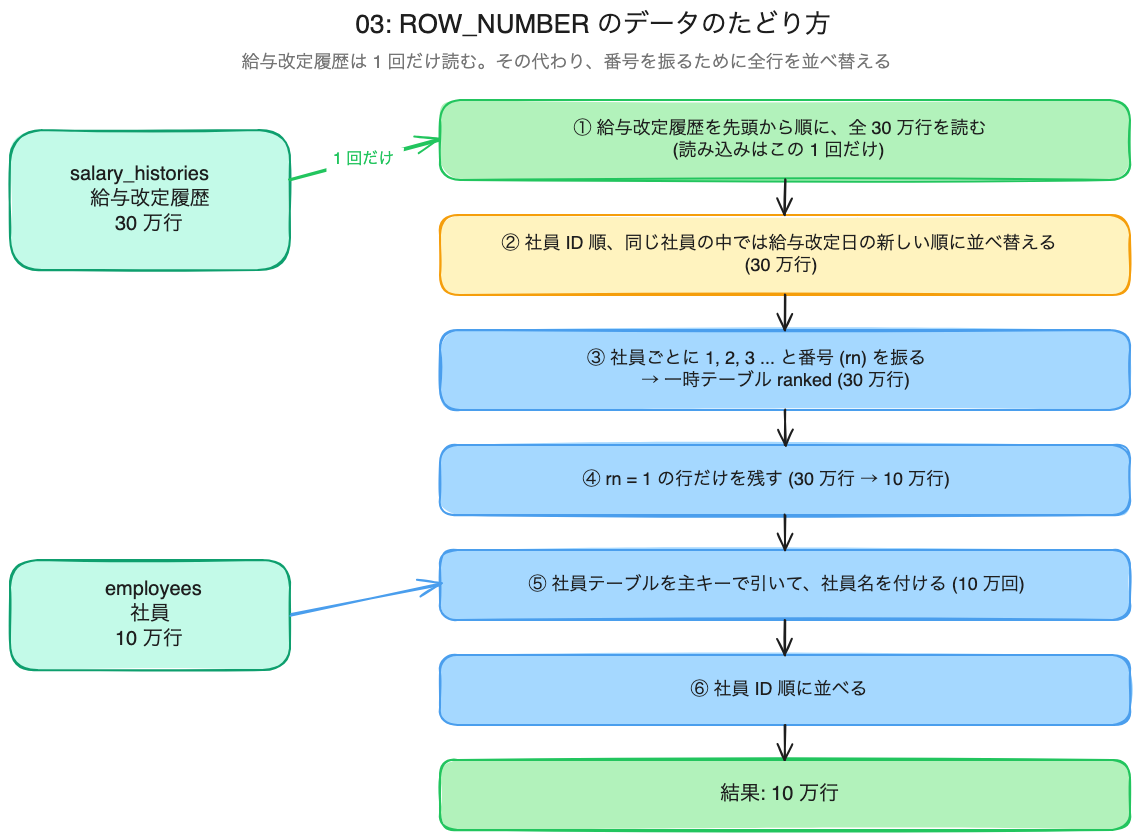 03: ROW_NUMBER のデータのたどり方
給与改定履歴は 1 回だけ読む。その代わり、番号を振るために全行を並べ替える
salary_histories
給与改定履歴
30 万行
1 回だけ
① 給与改定履歴を先頭から順に、全 30 万行を読む
(読み込みはこの 1 回だけ)
② 社員 ID 順、同じ社員の中では給与改定日の新しい順に並べ替える
(30 万行)
③ 社員ごとに 1, 2, 3 ... と番号 (rn) を振る
→ 一時テーブル ranked (30 万行)
④ rn = 1 の行だけを残す (30 万行 → 10 万行)
employees
社員
10 万行
⑤ 社員テーブルを主キーで引いて、社員名を付ける (10 万回)
⑥ 社員 ID 順に並べる
結果: 10 万行